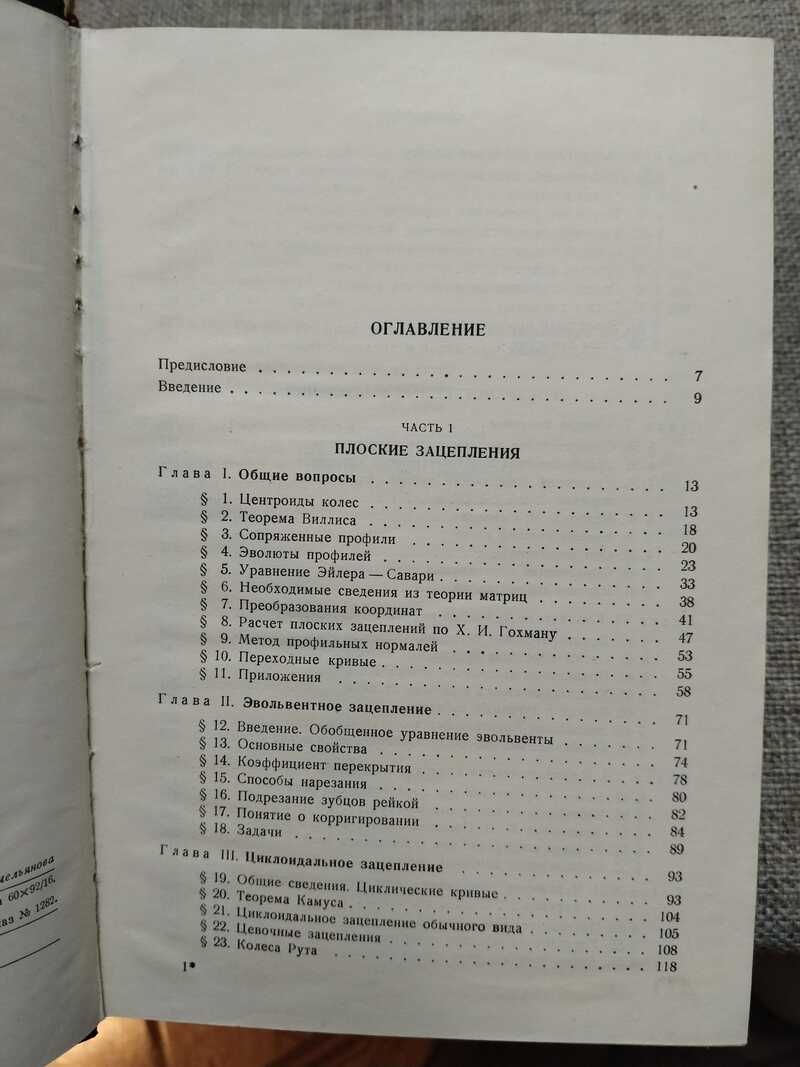 ОГЛАВЛЕНИЕ
Предисловие . . . . . . . . . . . . . . . . . . . . 7
Введение . . . . . . . . . . . . . . . . . . . . 9
ЧАСТЬ 1
ПЛОСКИЕ ЗАЦЕПЛЕНИЯ
Глава I. Общие вопросы . . . . . . . . . . . . . . . . . . . . 13
§ 1. Центроиды колес . . . . . . . . . . . . . . . . . . . . 13
§ 2. Теорема Виллиса . . . . . . . . . . . . . . . . . . . . 18
§ 3. Сопряженные профили . . . . . . . . . . . . . . . . . . . . 20
§ 4. Эволюты профилей . . . . . . . . . . . . . . . . . . . . 23
§ 5. Уравнение Эйлера — Савари . . . . . . . . . . . . . . . . 33
§ 6. Необходимые сведения из теории матриц . . . . . . . . . . 38
§ 7. Преобразования координат . . . . . . . . . . . . . . . . 41
§ 8. Расчет плоских зацеплений по Х. И. Гохману . . . . . . . 47
§ 9. Метод профильных нормалей . . . . . . . . . . . . . . . 53
§ 10. Переходные кривые . . . . . . . . . . . . . . . . . . . . 55
§ 11. Приложения . . . . . . . . . . . . . . . . . . . . 58
Глава II. Эвольвентное зацепление . . . . . . . . . . . . . . . . 71
§ 12. Введение. Обобщенное уравнение эвольвенты . . . . . . . 71
§ 13. Основные свойства . . . . . . . . . . . . . . . . . . . . 74
§ 14. Коэффициент перекрытия . . . . . . . . . . . . . . . . 78
§ 15. Способы нарезания . . . . . . . . . . . . . . . . . . . . 80
§ 16. Подрезание зубцов рейкой . . . . . . . . . . . . . . . . 82
§ 17. Понятие о корригировании . . . . . . . . . . . . . . . . 84
§ 18. Задачи . . . . . . . . . . . . . . . . . . . . 89
Глава III. Циклоидальное зацепление . . . . . . . . . . . . . . 93
§ 19. Общие сведения. Циклические кривые . . . . . . . . . . 93
§ 20. Теорема Камуса . . . . . . . . . . . . . . . . . . . . 104
§ 21. Циклоидальное зацепление обычного вида . . . . . . . . 105
§ 22. Цевочные зацепления . . . . . . . . . . . . . . . . . . 108
§ 23. Колеса Рута . . . . . . . . . . . . . . . . . . . . 118
1*
60×92/16.
№ 1282.